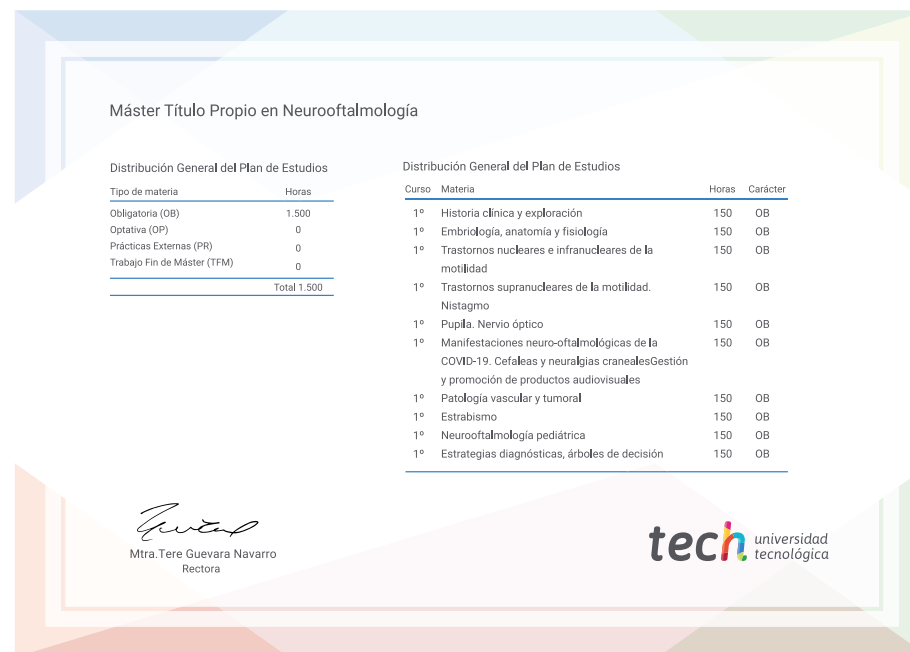 Máster Título Propio en Neurooftalmología
Distribución General del Plan de Estudios
Tipo de materia Horas
Obligatoria (OB) 1.500
Optativa (OP) 0
Prácticas Externas (PR) 0
Trabajo Fin de Máster (TFM) 0
Total 1.500
Distribución General del Plan de Estudios
Curso Materia Horas Carácter
1º Historia clínica y exploración 150 OB
1º Embriología, anatomía y fisiología 150 OB
1º Trastornos nucleares e infranucleares de la 150 OB
motilidad
1º Trastornos supranucleares de la motilidad. 150 OB
Nistagmo
1º Pupila. Nervio óptico 150 OB
1º Manifestaciones neuro-oftalmológicas de la 150 OB
COVID-19. Cefaleas y neuralgias cranealesGestión
y promoción de productos audiovisuales
1º Patología vascular y tumoral 150 OB
1º Estrabismo 150 OB
1º Neurooftalmología pediátrica 150 OB
1º Estrategias diagnósticas, árboles de decisión 150 OB
Mtra.Tere Guevara Navarro
Rectora
tech universidad
tecnológica